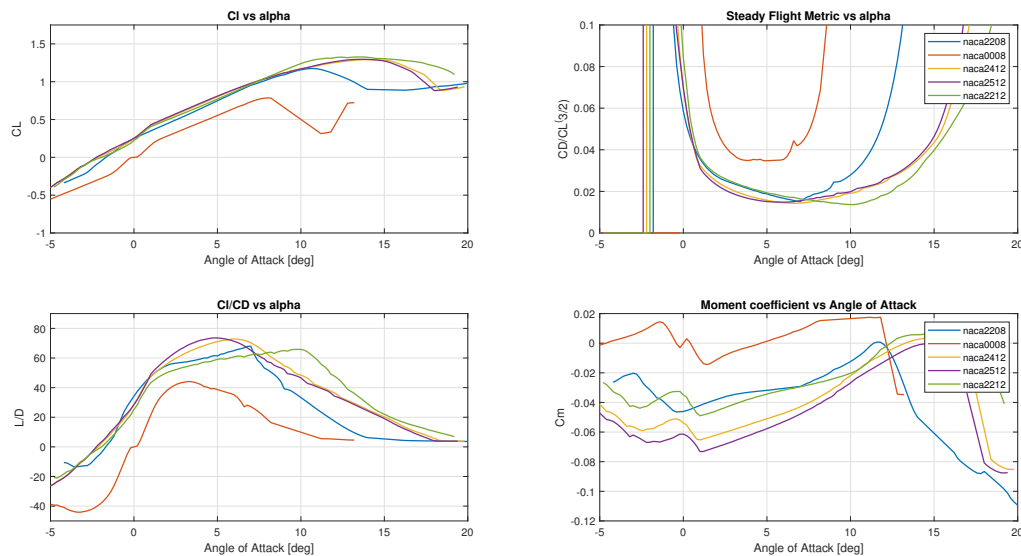 Cl vs alpha
CL
1.5
1
0.5
0
-0.5
-1
-5
0
5
10
15
20
Angle of Attack [deg]
Steady Flight Metric vs alpha
CD/CL(3/2)
0.1
0.08
0.06
0.04
0.02
0
-5
0
5
10
15
20
Angle of Attack [deg]
naca2208
naca0008
naca2412
naca2512
naca2212
Cl/CD vs alpha
L/D
80
60
40
20
0
-20
-40
-5
0
5
10
15
20
Angle of Attack [deg]
Moment coefficient vs Angle of Attack
Cm
0.02
0
-0.02
-0.04
-0.06
-0.08
-0.1
-0.12
-5
0
5
10
15
20
Angle of Attack [deg]
naca2208
naca0008
naca2412
naca2512
naca2212